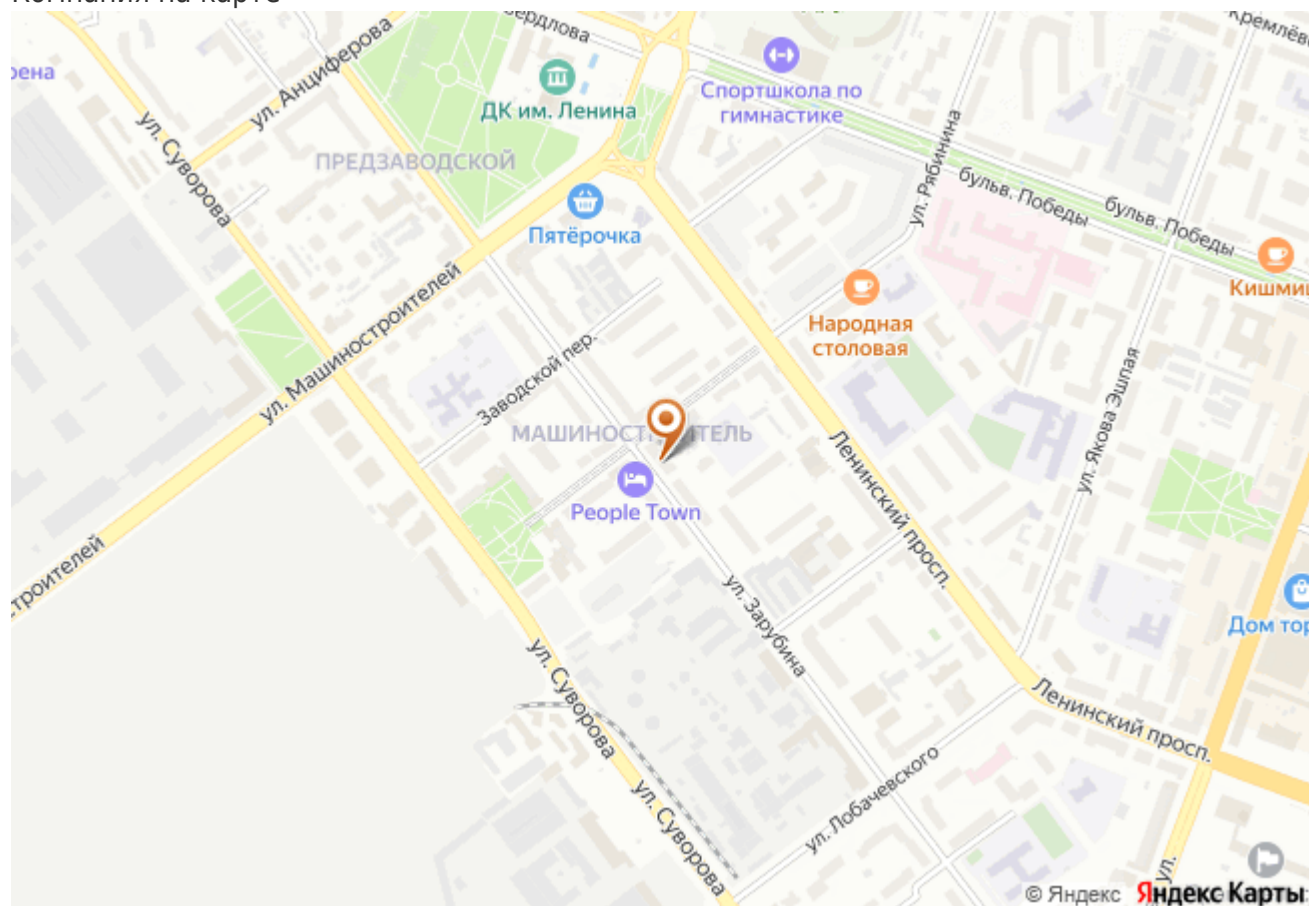 Компания на карте
Свердлова
Кремлёв
рена
ул. Анциферова
ДК им. Ленина
Спортшкола по
гимнастике
ул. Суворова
ПРЕДЗАВОДСКОЙ
ул. Рябинина
бульв. Победы
бульв. Победы
Пятёрочка
Кишмиш
ул. Машиностроителей
Народная
столовая
Заводской пер.
МАШИНОСТРОИТЕЛЬ
ул. Якова Эшпая
Ленинский просп.
People Town
строителей
ул. Зарубина
Дом тор
ул. Суворова
Ленинский просп.
ул. Лобачевского
ул. Суворова
ул.
© Яндекс Яндекс Карты